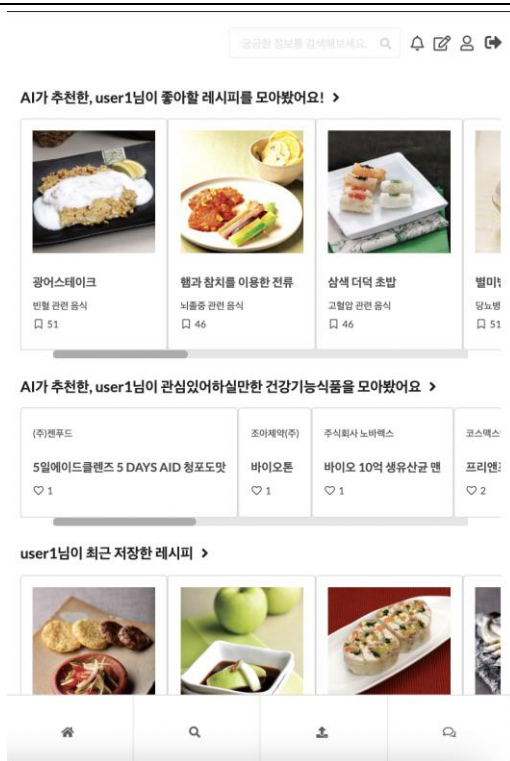 궁금한 정보를 검색해보세요.
AI가 추천한, user1님이 좋아할 레시피를 모아봤어요! >
광어스테이크
빈혈 관련 음식
51
햄과 참치를 이용한 전류
뇌졸중 관련 음식
46
삼색 더덕 초밥
고혈압 관련 음식
46
51
AI가 추천한, user1님이 관심있어하실만한 건강기능식품을 모아봤어요 >
(주)젠푸드
5일에이드클렌즈 5 DAYS AID 청포도맛
1
조아제약(주)
바이오톤
1
주식회사 노바렉스
바이오 10억 생유산균 맨
1
코스맥스
2
user1님이 최근 저장한 레시피 >